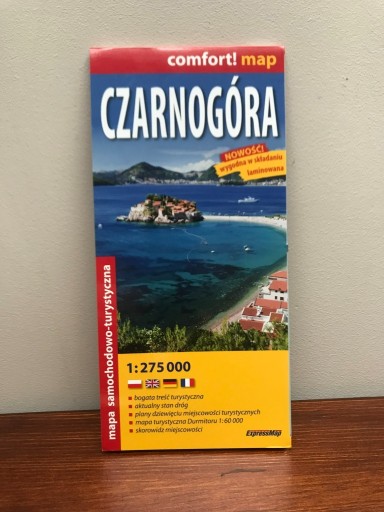 comfort! map
CZARNOGÓRA
NOWOŚĆ!
wygodna w składaniu
laminowana
mapa samochodowo-turystyczna
1:275 000
bogata treść turystyczna
aktualny stan dróg
plany dziewięciu miejscowości turystycznych
mapa turystyczna Durmitoru 1:60 000
skorowidz miejscowości
ExpressMap